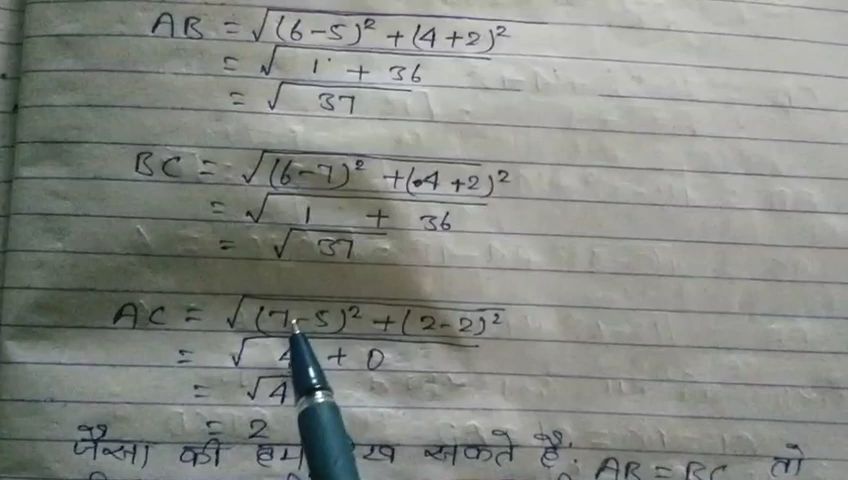 AB = √(6-5)² + (4+2)²
= √1 + 36
= √37
BC = √(6-7)² + (4+2)²
= √1 + 36
= √37
AC = √(7-5)² + (2-2)²
= √4 + 0
= √4
= 2
जैसा की हम सकते हैं. AB = BC तो